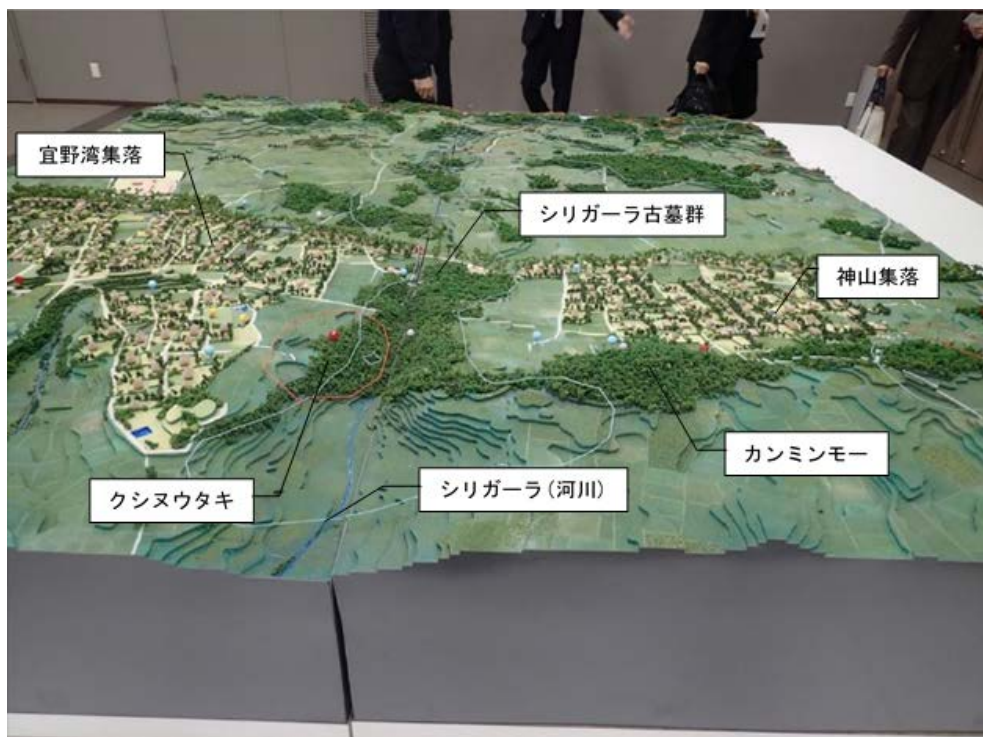 宜野湾集落
シリガーラ古墓群
神山集落
カンミンモー
クシヌウタキ
シリガーラ(河川)